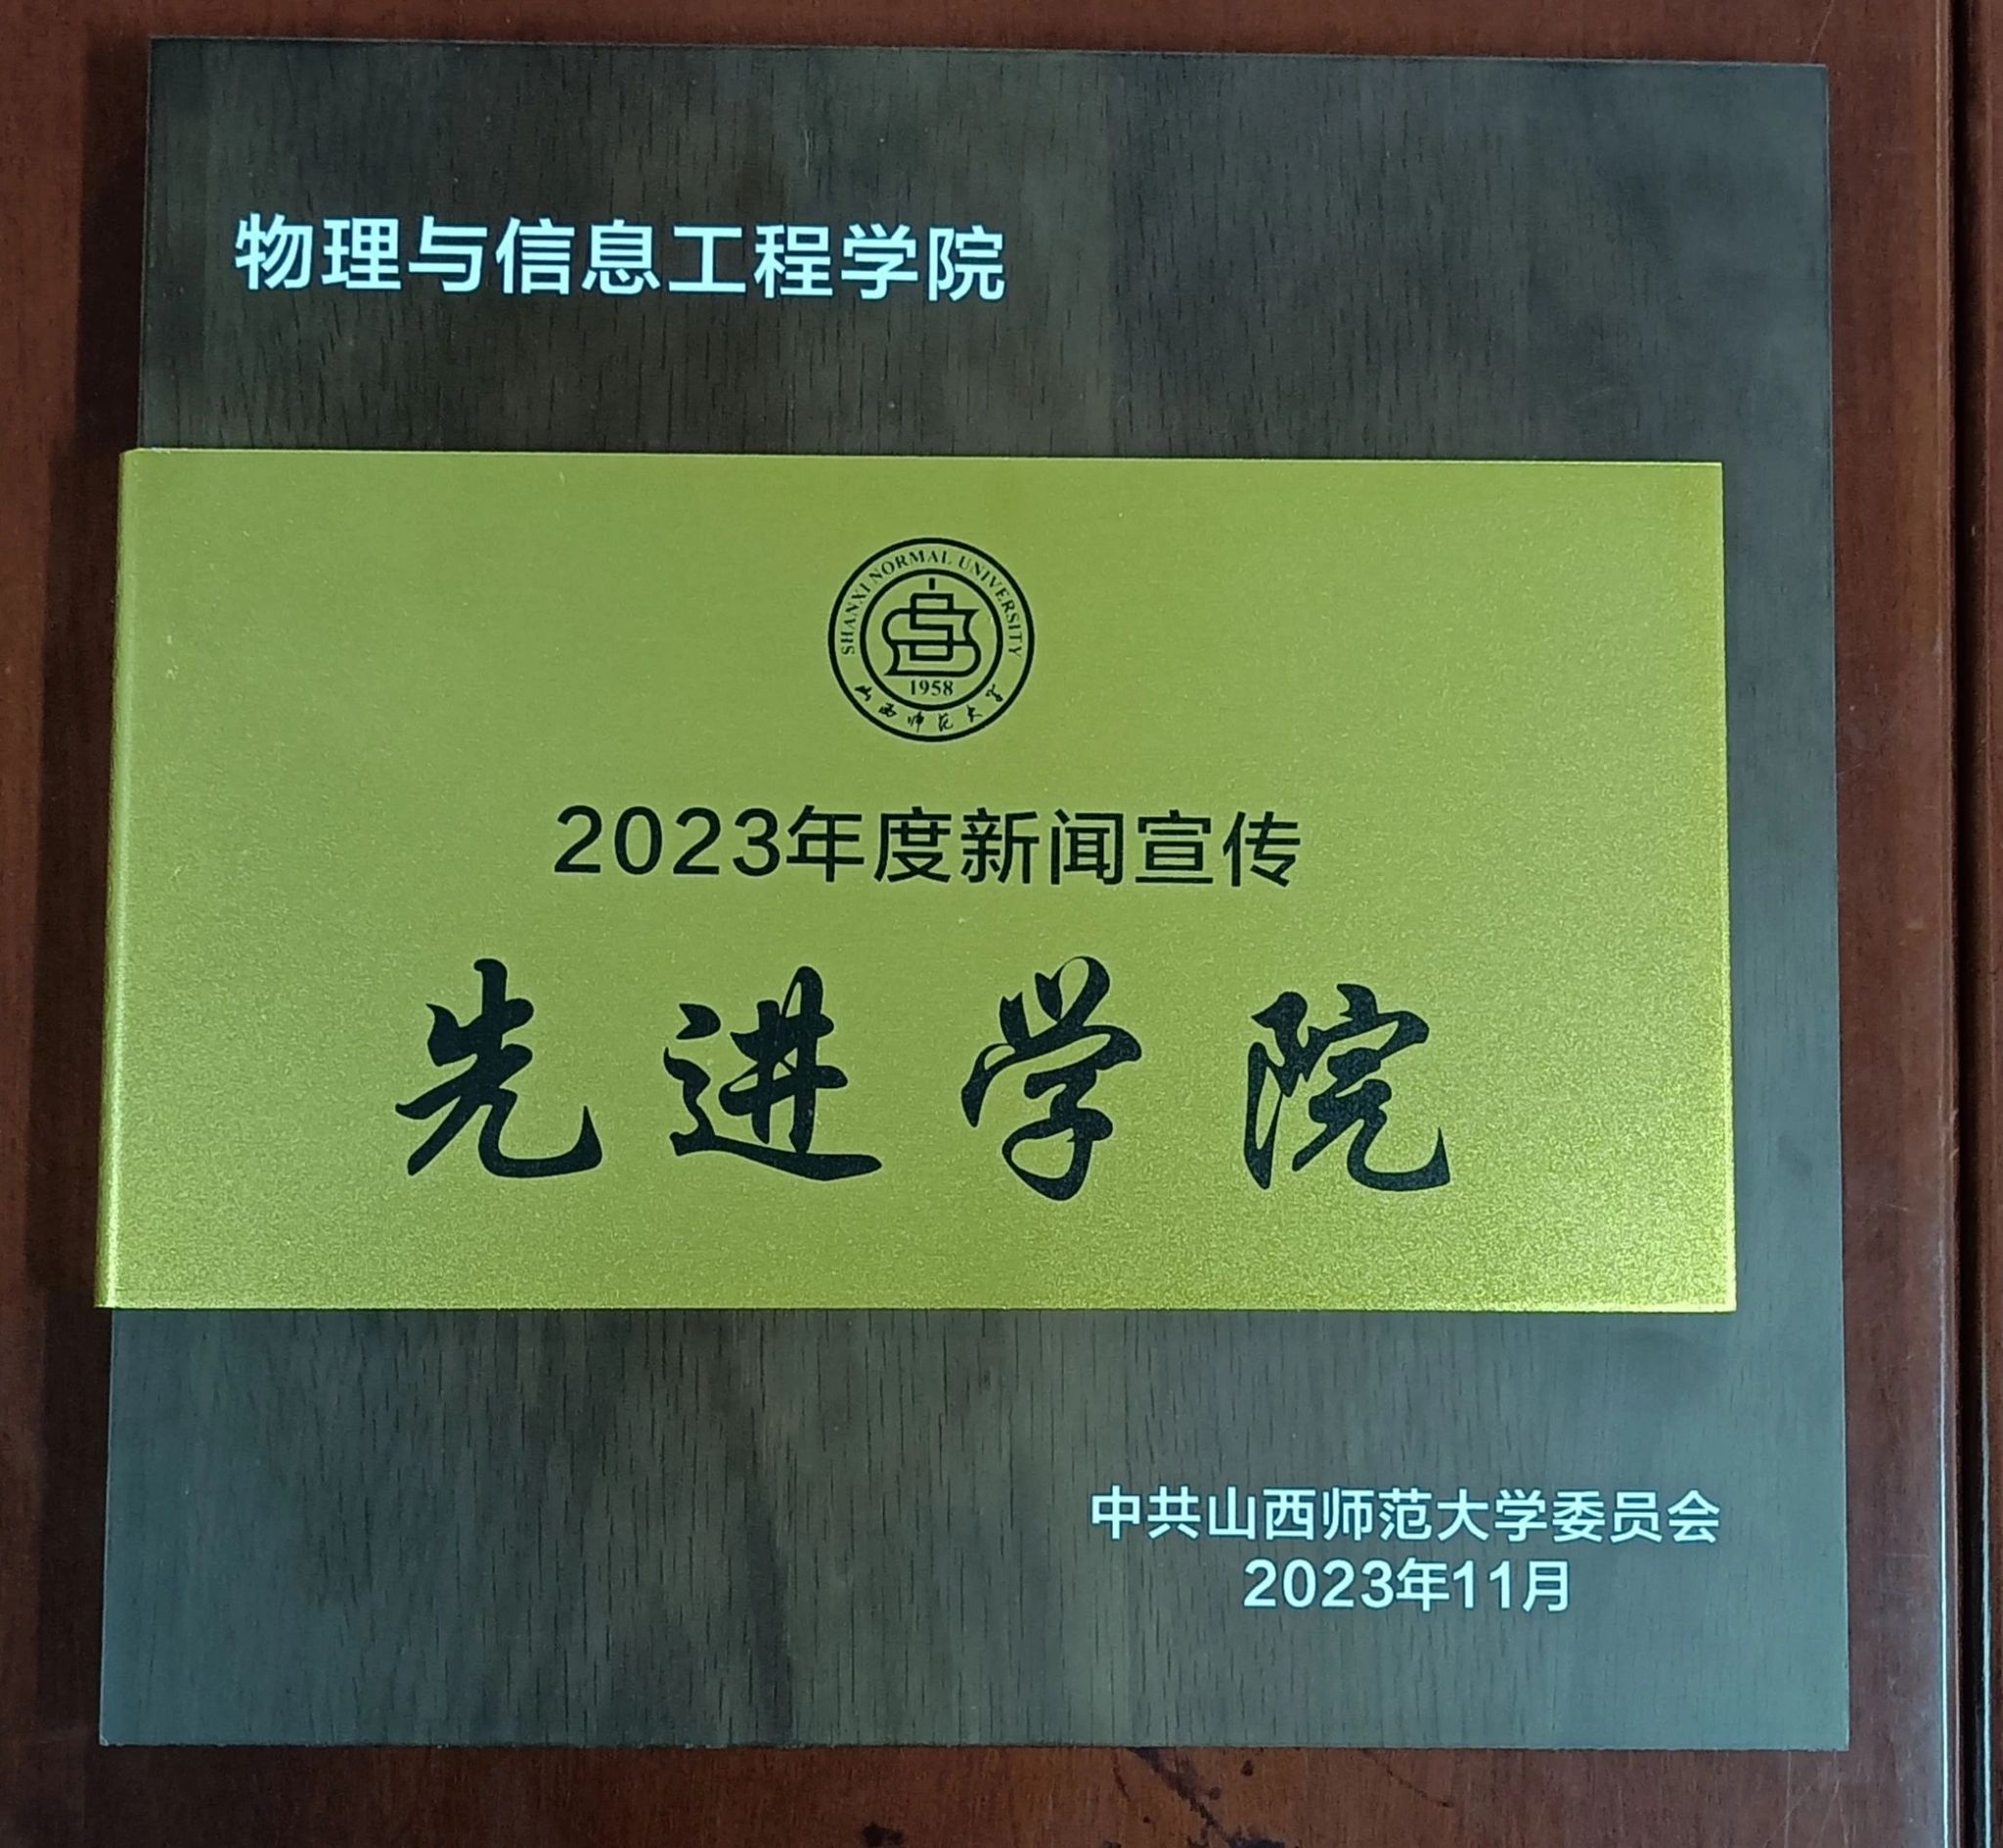 物理与信息工程学院
SHANXI NORMAL UNIVERSITY
1958
山西师范大学
2023年度新闻宣传
先进学院
中共山西师范大学委员会
2023年11月